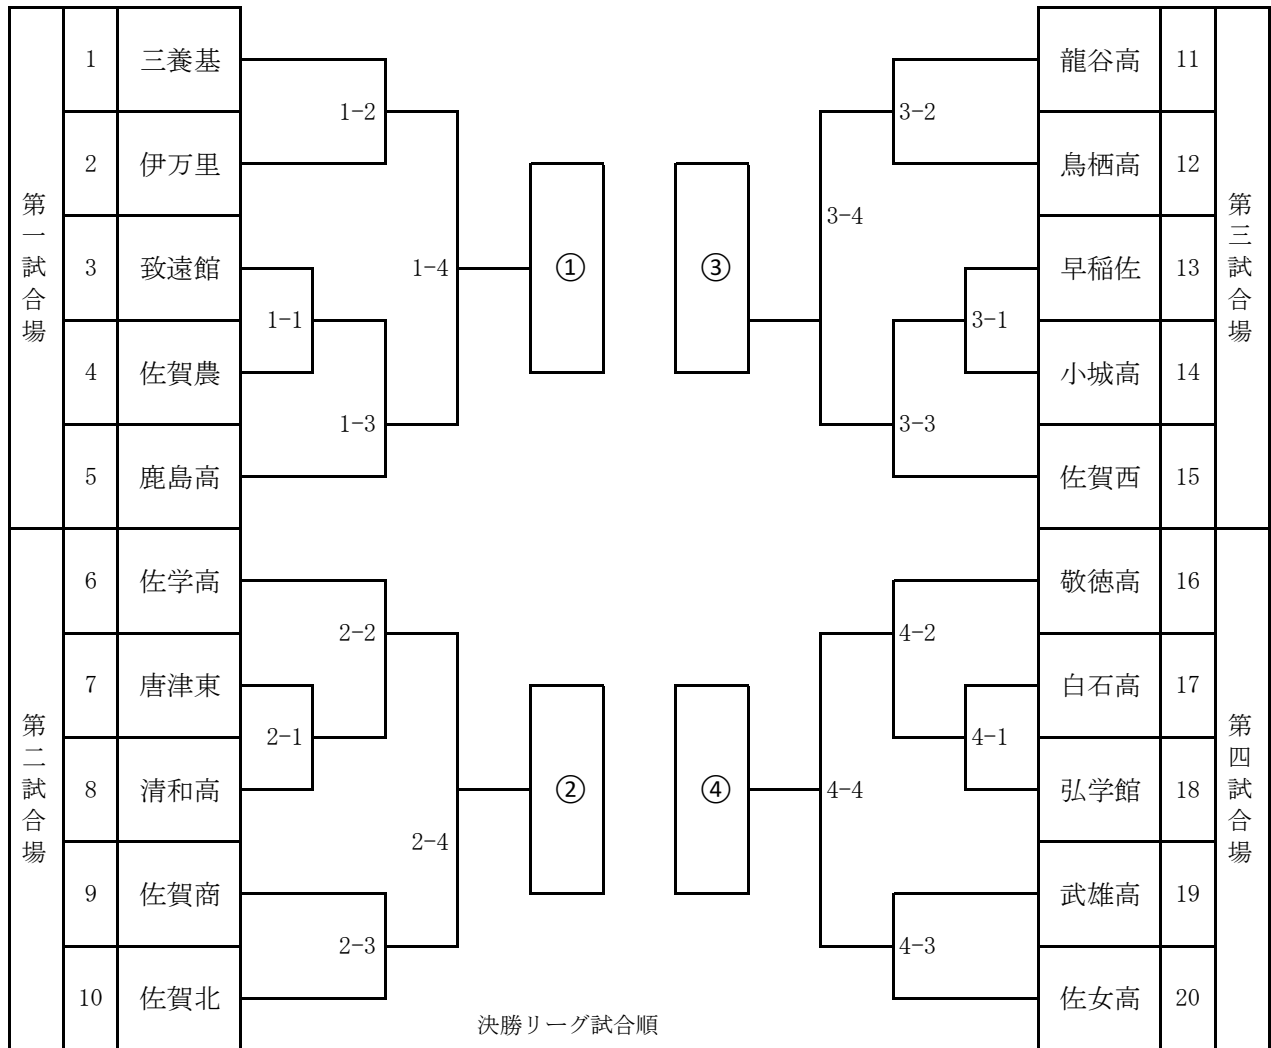 第一試合場
1 三養基
2 伊万里
3 致遠館
4 佐賀農
5 鹿島高
1-2
1-1
1-3
1-4
①
第二試合場
6 佐学高
7 唐津東
8 清和高
9 佐賀商
10 佐賀北
2-2
2-1
2-3
2-4
②
第三試合場
龍谷高 11
鳥栖高 12
早稲佐 13
小城高 14
佐賀西 15
3-2
3-1
3-3
3-4
③
第四試合場
敬徳高 16
白石高 17
弘学館 18
武雄高 19
佐女高 20
4-2
4-1
4-3
4-4
④
決勝リーグ試合順